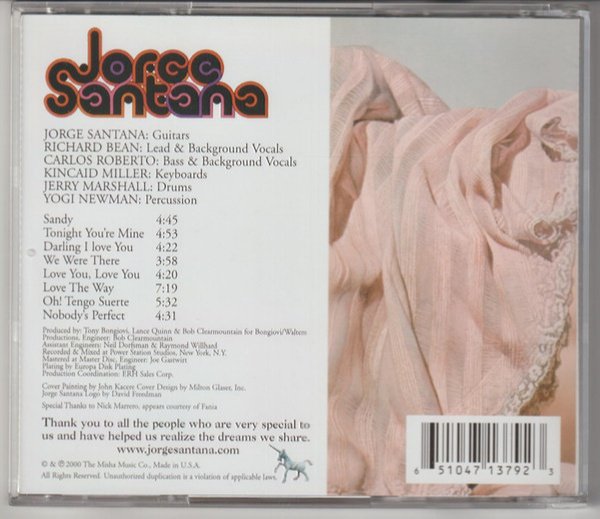 Jorge
Santana
JORGE SANTANA: Guitars
RICHARD BEAN: Lead & Background Vocals
CARLOS ROBERTO: Bass & Background Vocals
KINCAID MILLER: Keyboards
JERRY MARSHALL: Drums
YOGI NEWMAN: Percussion
Sandy 4:45
Tonight You're Mine 4:53
Darling I love You 4:22
We Were There 3:58
Love You, Love You 4:20
Love The Way 7:19
Oh! Tengo Suerte 5:32
Nobody's Perfect 4:31
Produced by: Tony Bongiovi, Lance Quinn & Bob Clearmountain for Bongiovi/Walters
Productions, Engineer: Bob Clearmountain
Assistant Engineers: Neil Dorfsman & Raymond Willhard
Recorded & Mixed at Power Station Studios, New York, N.Y.
Mastered at Master Disc, Engineer: Joe Gastwirt
Plating by Europa Disk Plating
Production Coordination: ERH Sales Corp.
Cover Painting by John Kacere Cover Design by Milton Glaser, Inc.
Jorge Santana Logo by David Freedman
Special Thanks to Nick Marrero, appears courtesy of Fania
Thank you to all the people who are very special to
us and have helped us realize the dreams we share.
www.jorgesantana.com
© & ℗ 2000 The Misha Music Co., Made in U.S.A.
All Rights Reserved. Unauthorized duplication is a violation of applicable laws.
6 51047 13792 3